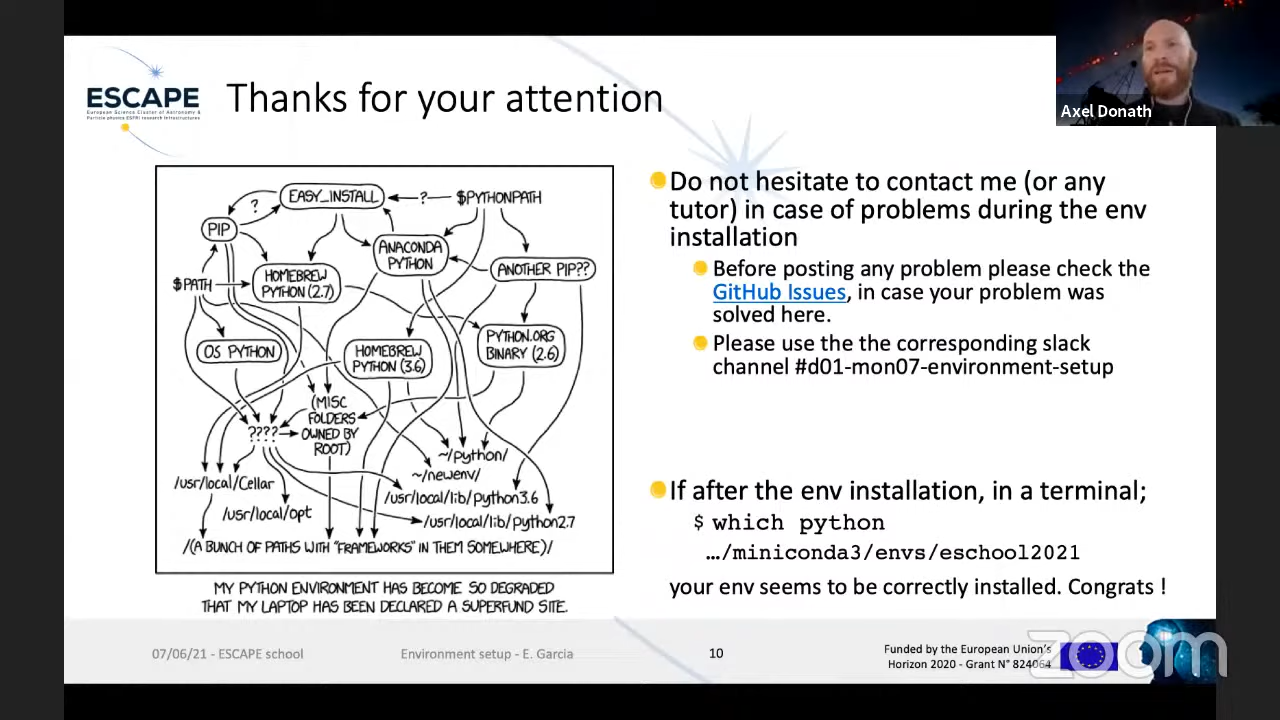 ESCAPE
European Science Cluster of Astronomy &
Particle physics ESFRI research Infrastructures
Thanks for your attention
Axel Donath
EASY_INSTALL
?
$PYTHONPATH
?
PIP
ANACONDA
PYTHON
ANOTHER PIP??
HOMEBREW
PYTHON (2.7)
$PATH
OS PYTHON
HOMEBREW
PYTHON (3.6)
PYTHON.ORG
BINARY (2.6)
(MISC
FOLDERS
OWNED BY
ROOT)
????
~/python/
~/newenv/
/usr/local/Cellar
/usr/local/lib/python3.6
/usr/local/opt
/usr/local/lib/python2.7
/(A BUNCH OF PATHS WITH "FRAMEWORKS" IN THEM SOMEWHERE)/
MY PYTHON ENVIRONMENT HAS BECOME SO DEGRADED
THAT MY LAPTOP HAS BEEN DECLARED A SUPERFUND SITE.
Do not hesitate to contact me (or any
tutor) in case of problems during the env
installation
Before posting any problem please check the
GitHub Issues, in case your problem was
solved here.
Please use the the corresponding slack
channel #d01-mon07-environment-setup
If after the env installation, in a terminal;
$ which python
…/miniconda3/envs/eschool2021
your env seems to be correctly installed. Congrats !
07/06/21 - ESCAPE school
Environment setup - E. Garcia
10
Funded by the European Union's
Horizon 2020 - Grant N° 824064
zoom